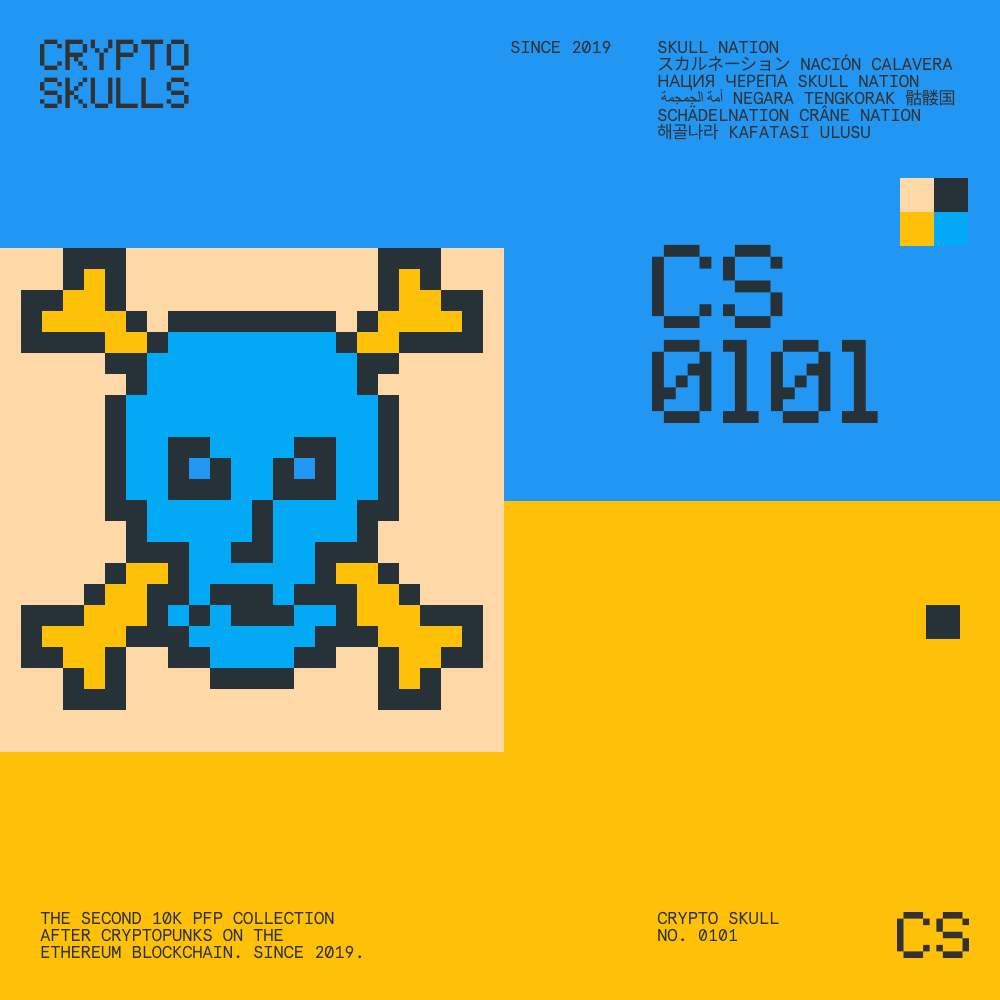 CRYPTO
SKULLS
SINCE 2019
SKULL NATION
スカルネーション NACIÓN CALAVERA
НАЦИЯ ЧЕРЕПА SKULL NATION
أمة الجمجمة NEGARA TENGKORAK 骷髅国
SCHÄDELNATION CRÂNE NATION
해골나라 KAFATASI ULUSU
CS
0101
THE SECOND 10K PFP COLLECTION
AFTER CRYPTOPUNKS ON THE
ETHEREUM BLOCKCHAIN. SINCE 2019.
CRYPTO SKULL
NO. 0101
CS